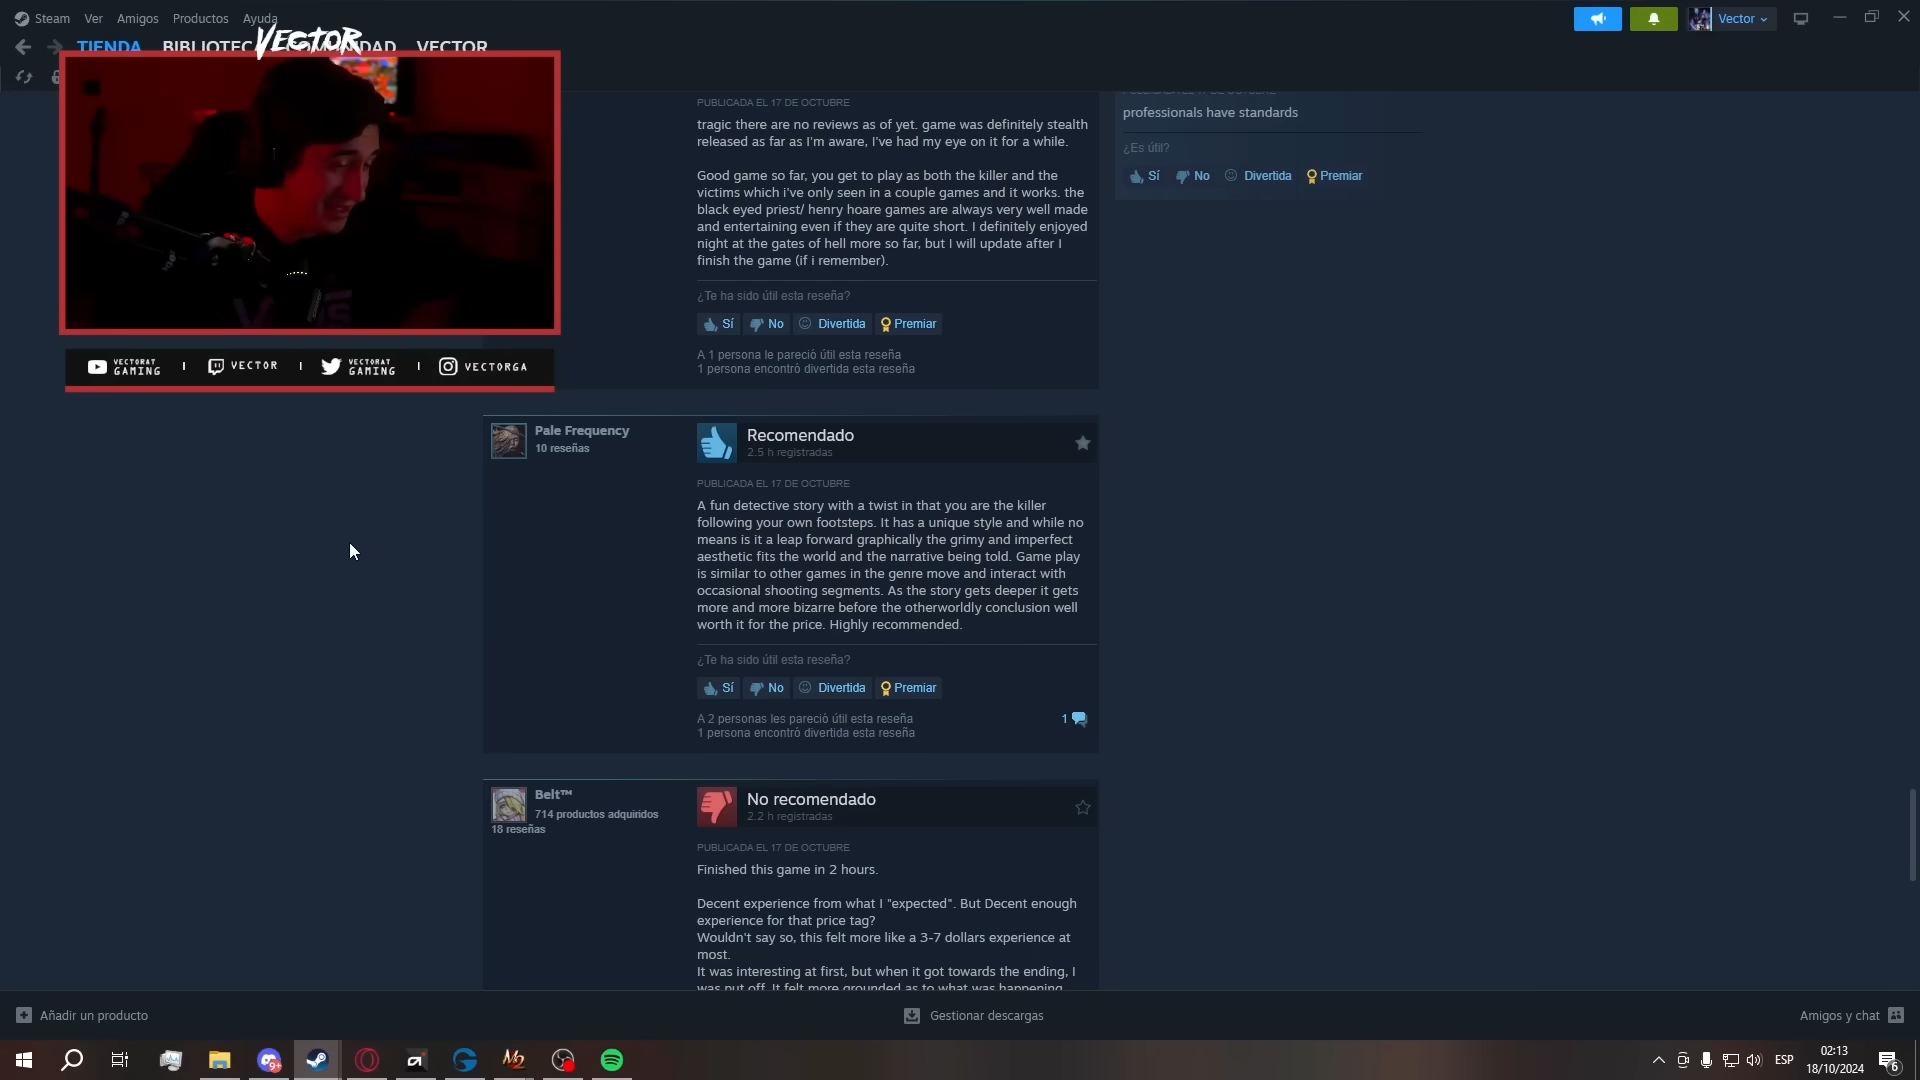 Steam Ver Amigos Productos Ayuda
Vector
TIENDA BIBLIOTEC MUNIDAD VECTOR
VECTOR
VECTORAT GAMING | VECTOR | VECTORAT GAMING | VECTORGA
PUBLICADA EL 17 DE OCTUBRE
tragic there are no reviews as of yet. game was definitely stealth
released as far as I'm aware, I've had my eye on it for a while.
Good game so far, you get to play as both the killer and the
victims which i've only seen in a couple games and it works. the
black eyed priest/ henry hoare games are always very well made
and entertaining even if they are quite short. I definitely enjoyed
night at the gates of hell more so far, but I will update after I
finish the game (if i remember).
¿Te ha sido útil esta reseña?
Sí No Divertida Premiar
A 1 persona le pareció útil esta reseña
1 persona encontró divertida esta reseña
professionals have standards
¿Es útil?
Sí No Divertida Premiar
Pale Frequency
10 reseñas
Recomendado
2.5 h registradas
PUBLICADA EL 17 DE OCTUBRE
A fun detective story with a twist in that you are the killer
following your own footsteps. It has a unique style and while no
means is it a leap forward graphically the grimy and imperfect
aesthetic fits the world and the narrative being told. Game play
is similar to other games in the genre move and interact with
occasional shooting segments. As the story gets deeper it gets
more and more bizarre before the otherworldly conclusion well
worth it for the price. Highly recommended.
¿Te ha sido útil esta reseña?
Sí No Divertida Premiar
A 2 personas les pareció útil esta reseña
1 persona encontró divertida esta reseña
1
Belt™
714 productos adquiridos
18 reseñas
No recomendado
2.2 h registradas
PUBLICADA EL 17 DE OCTUBRE
Finished this game in 2 hours.
Decent experience from what I "expected". But Decent enough
experience for that price tag?
Wouldn't say so, this felt more like a 3-7 dollars experience at
most.
It was interesting at first, but when it got towards the ending, I
was put off. It felt more grounded as to what was happening
Añadir un producto
Gestionar descargas
Amigos y chat
9+
ESP
02:13
18/10/2024
6